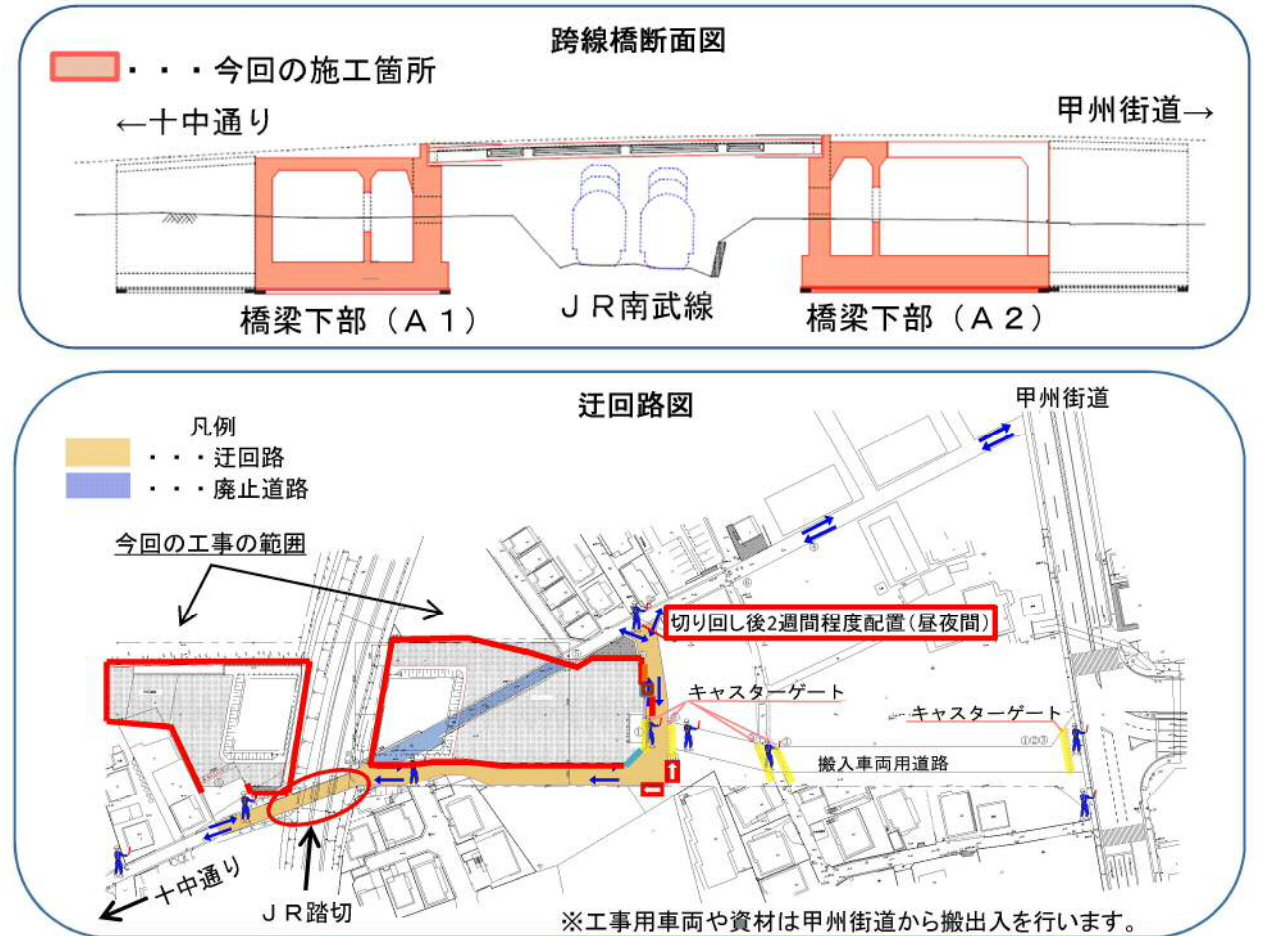 跨線橋断面図
・・・今回の施工箇所
←十中通り
甲州街道→
橋梁下部（A１）
ＪＲ南武線
橋梁下部（A２）
迂回路図
甲州街道
凡例
・・・迂回路
・・・廃止道路
今回の工事の範囲
切り回し後2週間程度配置(昼夜間)
キャスターゲート
キャスターゲート
①②③
搬入車両用道路
十中通り
ＪＲ踏切
※工事用車両や資材は甲州街道から搬出入を行います。